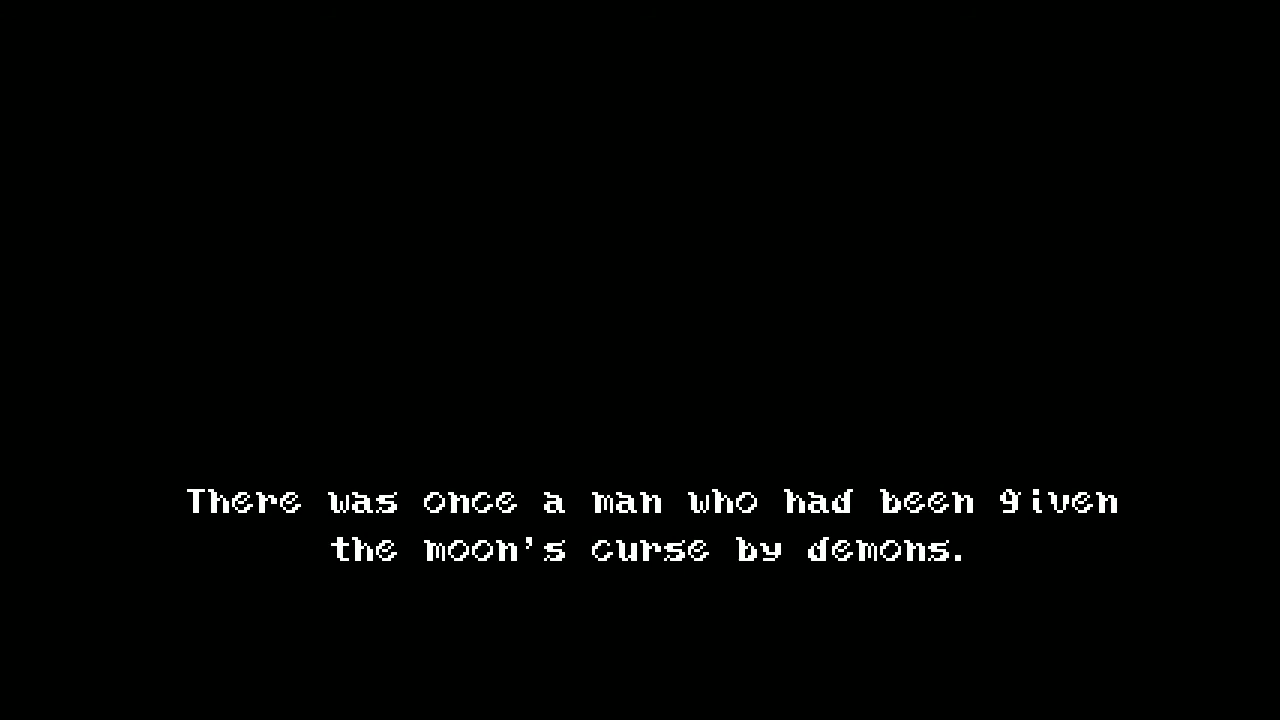 There was once a man who had been given
the moon's curse by demons.